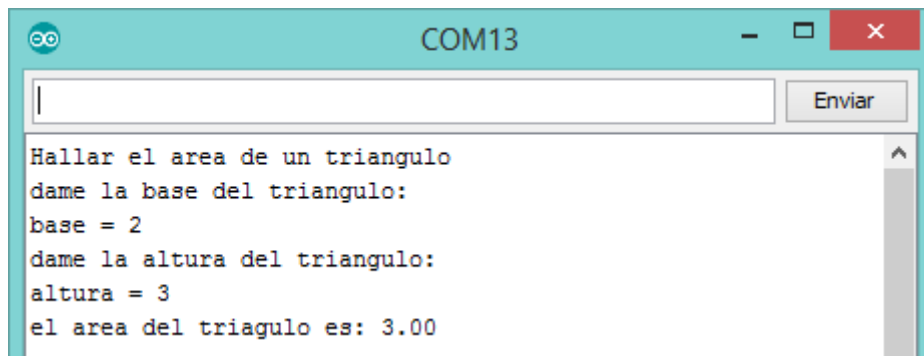 COM13
Enviar
Hallar el area de un triangulo
dame la base del triangulo:
base = 2
dame la altura del triangulo:
altura = 3
el area del triagulo es: 3.00